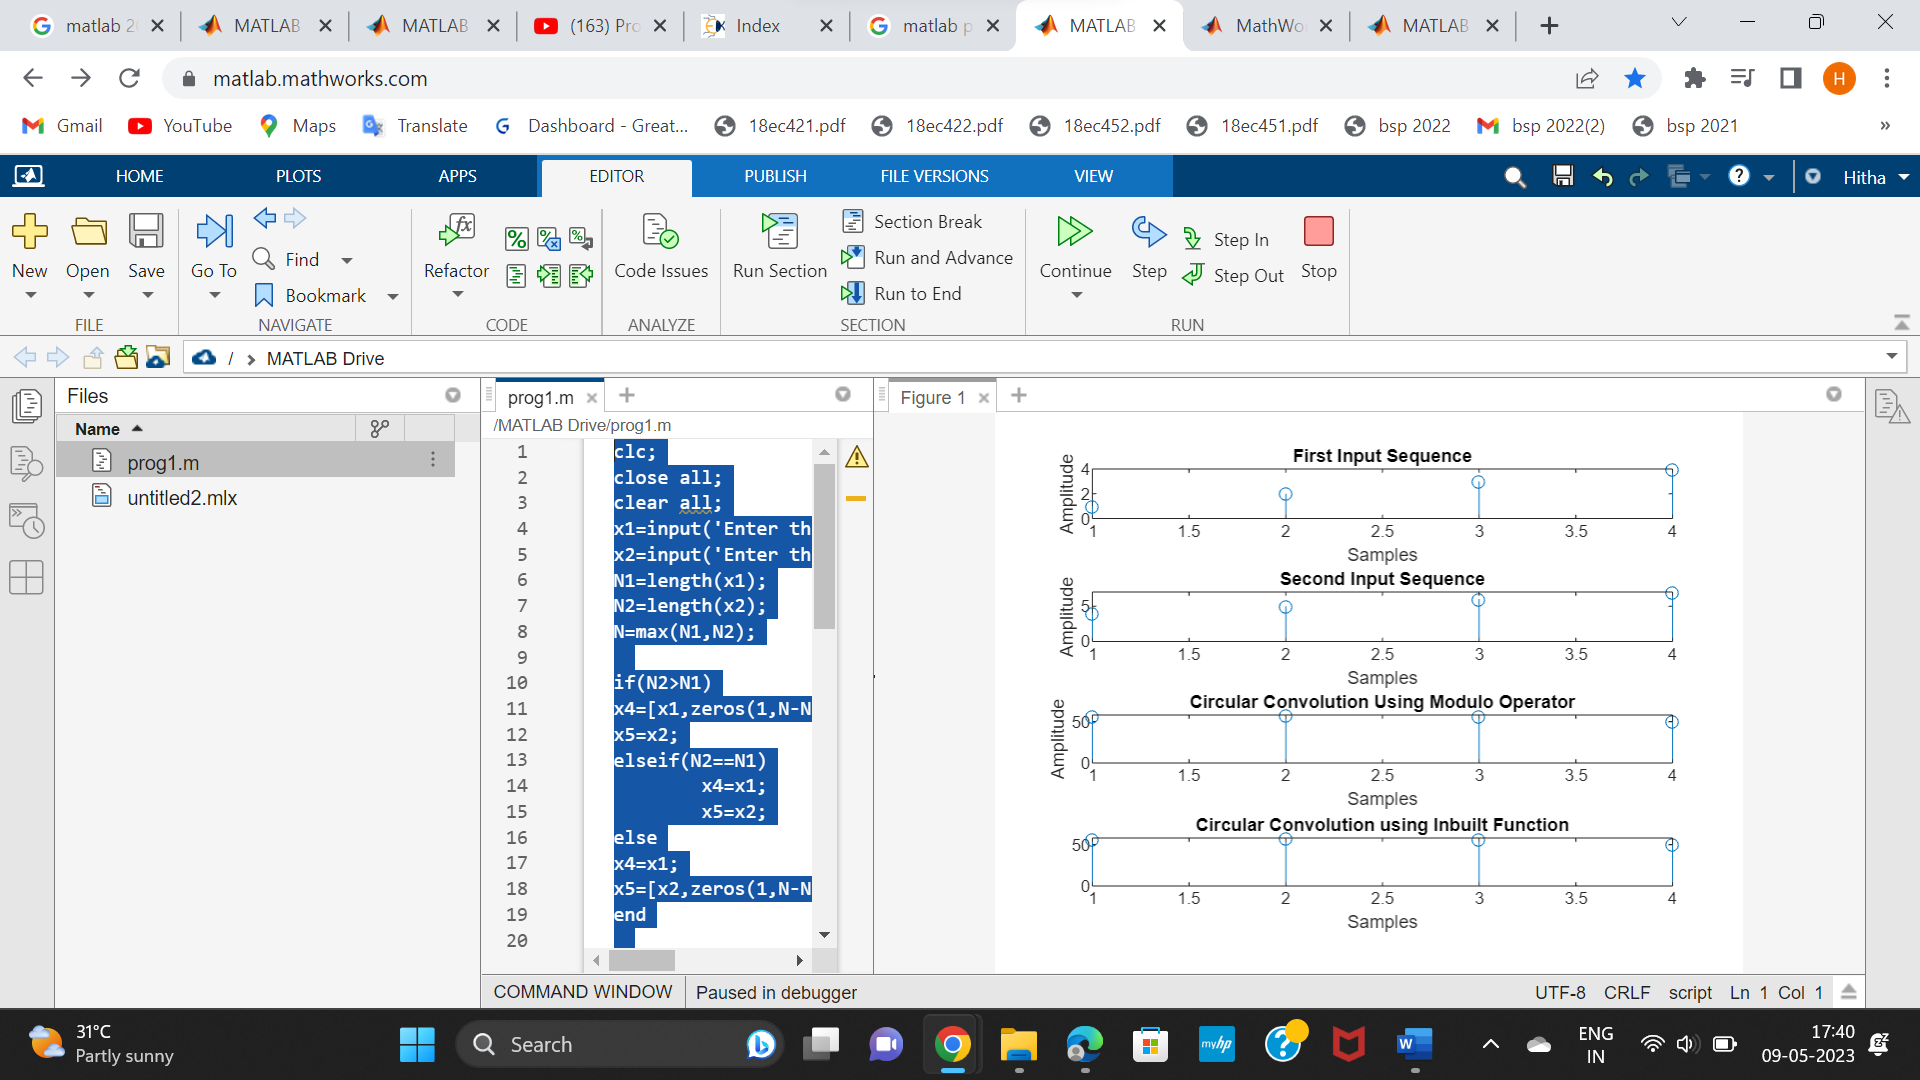 matlab 2
MATLAB
MATLAB
(163) Pro
Index
matlab p
MATLAB
MathWo
MATLAB
matlab.mathworks.com
H
Gmail
YouTube
Maps
Translate
Dashboard - Great...
18ec421.pdf
18ec422.pdf
18ec452.pdf
18ec451.pdf
bsp 2022
bsp 2022(2)
bsp 2021
»
HOME
PLOTS
APPS
EDITOR
PUBLISH
FILE VERSIONS
VIEW
Hitha
New
Open
Save
FILE
Go To
Find
Bookmark
NAVIGATE
Refactor
CODE
Code Issues
ANALYZE
Run Section
Section Break
Run and Advance
Run to End
SECTION
Continue
Step
Step In
Step Out
Stop
RUN
/ > MATLAB Drive
Files
Name
prog1.m
untitled2.mlx
prog1.m
/MATLAB Drive/prog1.m
1 clc;
2 close all;
3 clear all;
4 x1=input('Enter th
5 x2=input('Enter th
6 N1=length(x1);
7 N2=length(x2);
8 N=max(N1,N2);
9
10 if(N2>N1)
11 x4=[x1,zeros(1,N-N
12 x5=x2;
13 elseif(N2==N1)
14 x4=x1;
15 x5=x2;
16 else
17 x4=x1;
18 x5=[x2,zeros(1,N-N
19 end
20
Figure 1
First Input Sequence
Amplitude
4
2
0
1 1.5 2 2.5 3 3.5 4
Samples
Second Input Sequence
Amplitude
5
0
1 1.5 2 2.5 3 3.5 4
Samples
Circular Convolution Using Modulo Operator
Amplitude
50
0
1 1.5 2 2.5 3 3.5 4
Samples
Circular Convolution using Inbuilt Function
50
0
1 1.5 2 2.5 3 3.5 4
Samples
COMMAND WINDOW
Paused in debugger
UTF-8 CRLF script Ln 1 Col 1
31°C
Partly sunny
Search
myhp
W
ENG
IN
17:40
09-05-2023